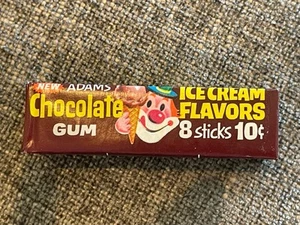 NEW ADAMS
Chocolate
GUM
ICE CREAM
FLAVORS
8 sticks 10¢